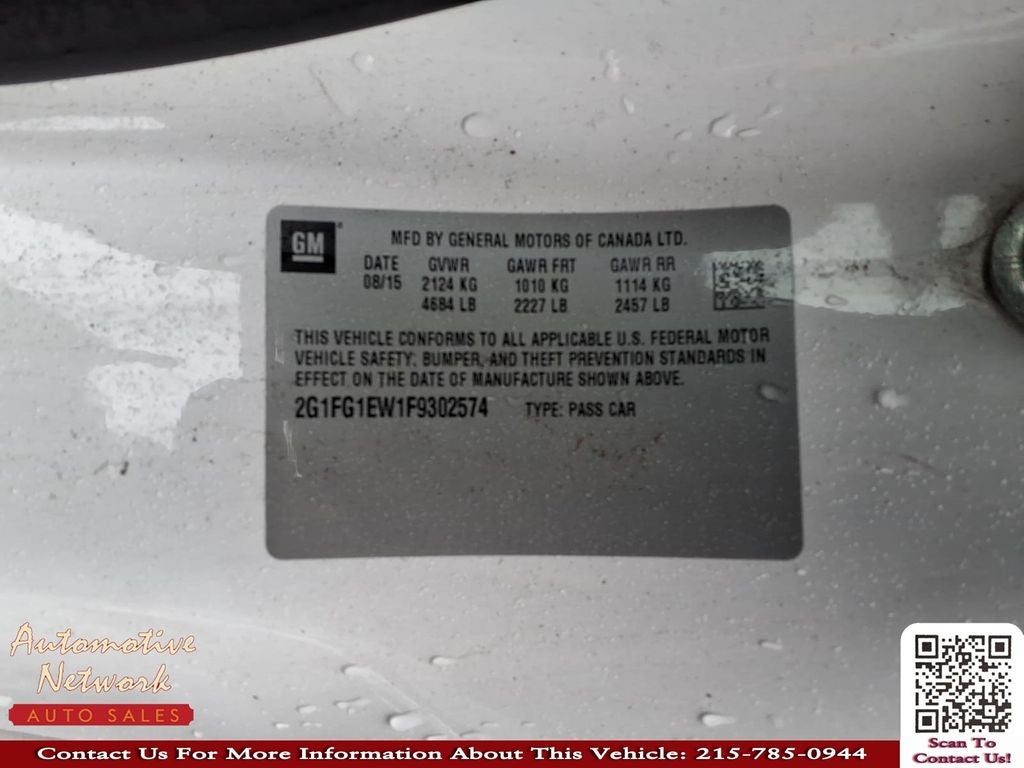 GM
MFD BY GENERAL MOTORS OF CANADA LTD.
DATE GVWR GAWR FRT GAWR RR
08/15 2124 KG 1010 KG 1114 KG
4684 LB 2227 LB 2457 LB
THIS VEHICLE CONFORMS TO ALL APPLICABLE U.S. FEDERAL MOTOR
VEHICLE SAFETY, BUMPER, AND THEFT PREVENTION STANDARDS IN
EFFECT ON THE DATE OF MANUFACTURE SHOWN ABOVE.
2G1FG1EW1F9302574 TYPE: PASS CAR
Automotive
Network
AUTO SALES
Scan To
Contact Us!
Contact Us For More Information About This Vehicle: 215-785-0944